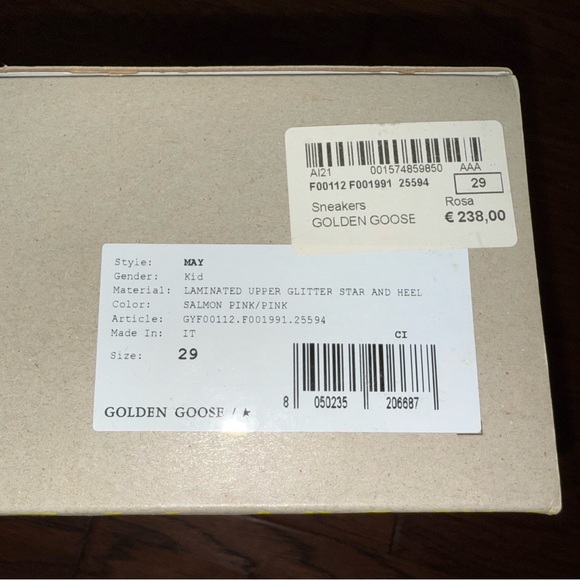 AI21 001574859850 AAA
F00112 F001991 25594 29
Sneakers Rosa
GOLDEN GOOSE € 238,00
Style: MAY
Gender: Kid
Material: LAMINATED UPPER GLITTER STAR AND HEEL
Color: SALMON PINK/PINK
Article: GYF00112.F001991.25594
Made In: IT CI
Size: 29
8 050235 206687
GOLDEN GOOSE / ★